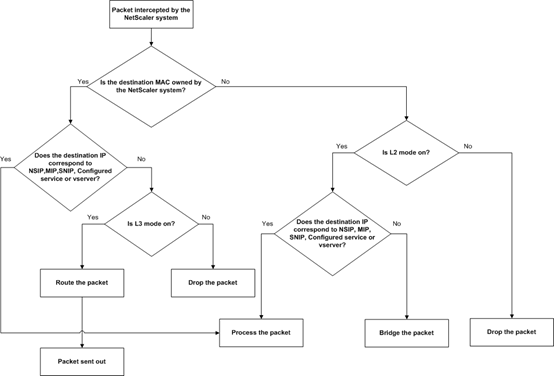 Packet intercepted by the
NetScaler system
Yes
Is the destination MAC owned by
the NetScaler system?
No
Yes
Does the destination IP
correspond to
NSIP,MIP,SNIP, Configured
service or vserver?
No
Is L2 mode on?
Yes
No
Yes
Is L3 mode on?
No
Does the destination IP
correspond to NSIP, MIP,
SNIP, Configured service or
vserver?
Yes
No
Route the packet
Drop the packet
Process the packet
Bridge the packet
Drop the packet
Packet sent out